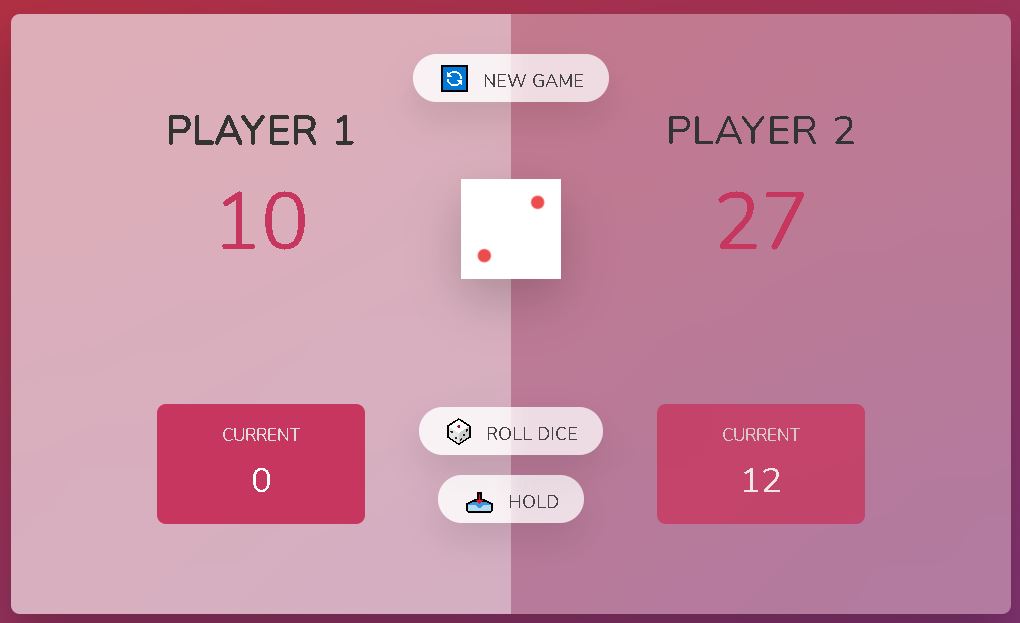 NEW GAME
PLAYER 1
10
PLAYER 2
27
CURRENT
0
ROLL DICE
HOLD
CURRENT
12